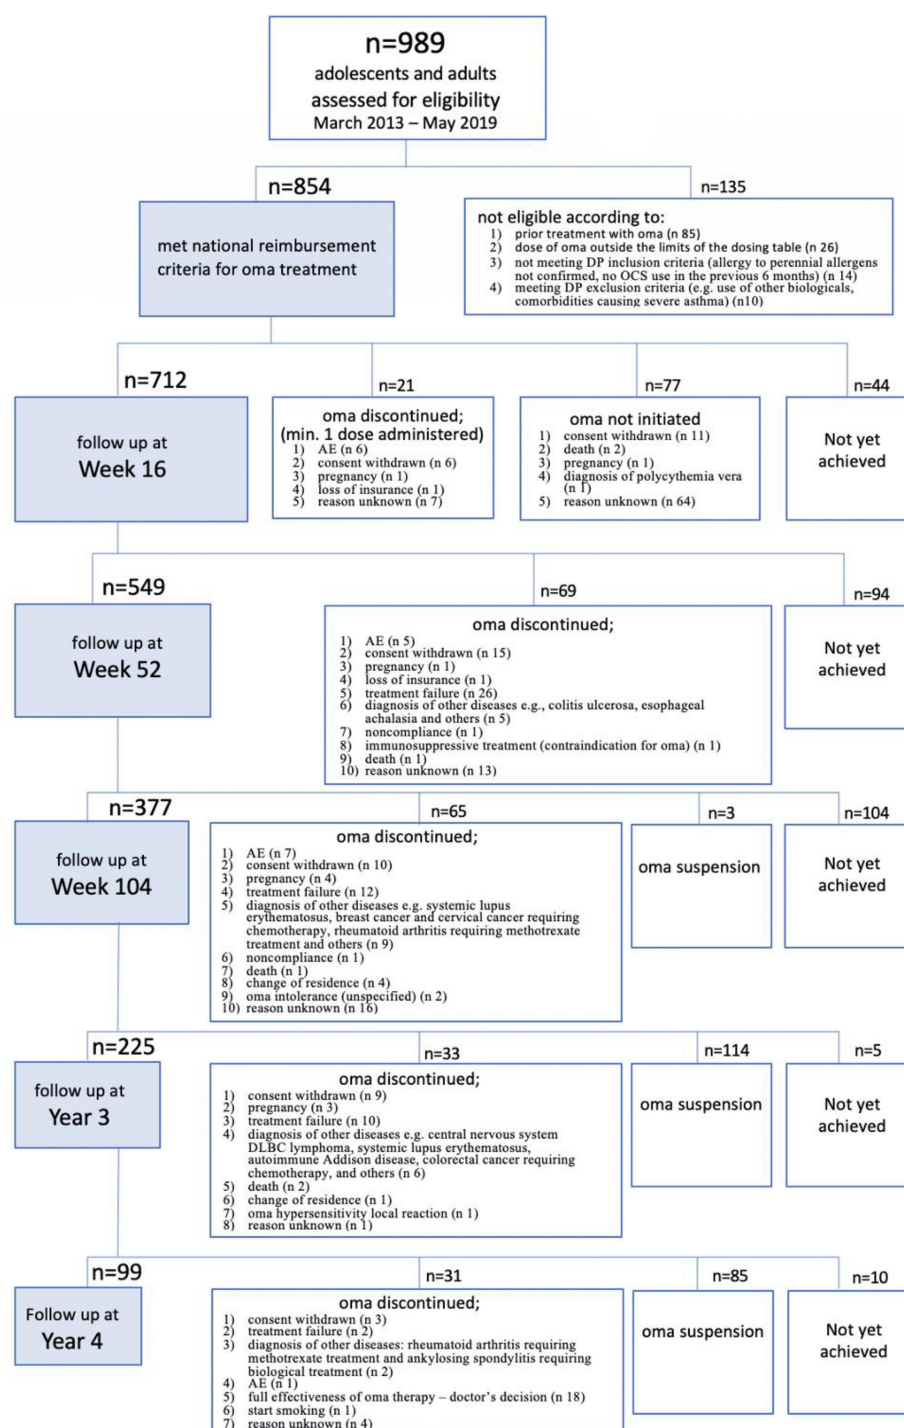 n=989
adolescents and adults
assessed for eligibility
March 2013 – May 2019
n=854
met national reimbursement
criteria for oma treatment
n=135
not eligible according to:
1) prior treatment with oma (n 85)
2) dose of oma outside the limits of the dosing table (n 26)
3) not meeting DP inclusion criteria (allergy to perennial allergens
not confirmed, no OCS use in the previous 6 months) (n 14)
4) meeting DP exclusion criteria (e.g. use of other biologicals,
comorbidities causing severe asthma) (n10)
n=712
follow up at
Week 16
n=21
oma discontinued;
(min. 1 dose administered)
1) AE (n 6)
2) consent withdrawn (n 6)
3) pregnancy (n 1)
4) loss of insurance (n 1)
5) reason unknown (n 7)
n=77
oma not initiated
1) consent withdrawn (n 11)
2) death (n 2)
3) pregnancy (n 1)
4) diagnosis of polycythemia vera
(n 1)
5) reason unknown (n 64)
n=44
Not yet
achieved
n=549
follow up at
Week 52
n=69
oma discontinued;
1) AE (n 5)
2) consent withdrawn (n 15)
3) pregnancy (n 1)
4) loss of insurance (n 1)
5) treatment failure (n 26)
6) diagnosis of other diseases e.g., colitis ulcerosa, esophageal
achalasia and others (n 5)
7) noncompliance (n 1)
8) immunosuppressive treatment (contraindication for oma) (n 1)
9) death (n 1)
10) reason unknown (n 13)
n=94
Not yet
achieved
n=377
follow up at
Week 104
n=65
oma discontinued;
1) AE (n 7)
2) consent withdrawn (n 10)
3) pregnancy (n 4)
4) treatment failure (n 12)
5) diagnosis of other diseases e.g. systemic lupus
erythematosus, breast cancer and cervical cancer requiring
chemotherapy, rheumatoid arthritis requiring methotrexate
treatment and others (n 9)
6) noncompliance (n 1)
7) death (n 1)
8) change of residence (n 4)
9) oma intolerance (unspecified) (n 2)
10) reason unknown (n 16)
n=3
oma suspension
n=104
Not yet
achieved
n=225
follow up at
Year 3
n=33
oma discontinued;
1) consent withdrawn (n 9)
2) pregnancy (n 3)
3) treatment failure (n 10)
4) diagnosis of other diseases e.g. central nervous system
DLBC lymphoma, systemic lupus erythematosus,
autoimmune Addison disease, colorectal cancer requiring
chemotherapy, and others (n 6)
5) death (n 2)
6) change of residence (n 1)
7) oma hypersensitivity local reaction (n 1)
8) reason unknown (n 1)
n=114
oma suspension
n=5
Not yet
achieved
n=99
Follow up at
Year 4
n=31
oma discontinued;
1) consent withdrawn (n 3)
2) treatment failure (n 2)
3) diagnosis of other diseases: rheumatoid arthritis requiring
methotrexate treatment and ankylosing spondylitis requiring
biological treatment (n 2)
4) AE (n 1)
5) full effectiveness of oma therapy – doctor's decision (n 18)
6) start smoking (n 1)
7) reason unknown (n 4)
n=85
oma suspension
n=10
Not yet
achieved